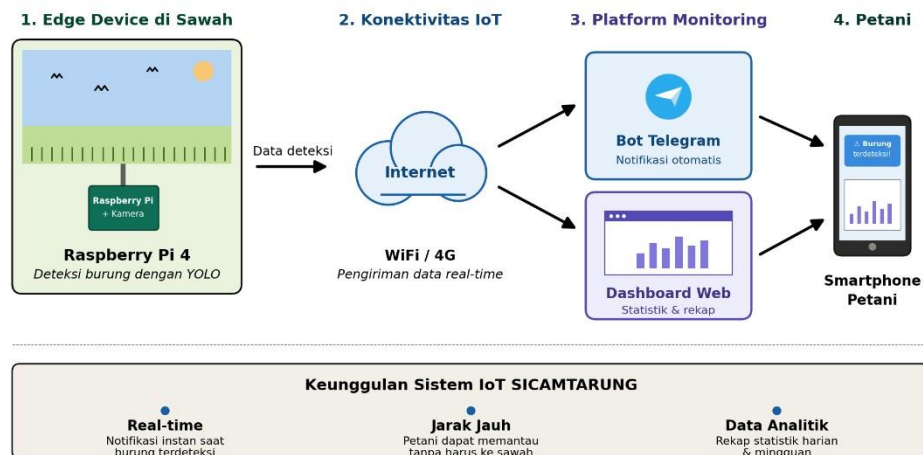 1. Edge Device di Sawah
2. Konektivitas IoT
3. Platform Monitoring
4. Petani
Raspberry Pi
+ Kamera
Raspberry Pi 4
Deteksi burung dengan YOLO
Data deteksi
Internet
WiFi / 4G
Pengiriman data real-time
Bot Telegram
Notifikasi otomatis
Dashboard Web
Statistik & rekap
⚠ Burung
terdeteksi!
Smartphone
Petani
Keunggulan Sistem IoT SICAMTARUNG
Real-time
Notifikasi instan saat
burung terdeteksi
Jarak Jauh
Petani dapat memantau
tanpa harus ke sawah
Data Analitik
Rekap statistik harian
& mingguan